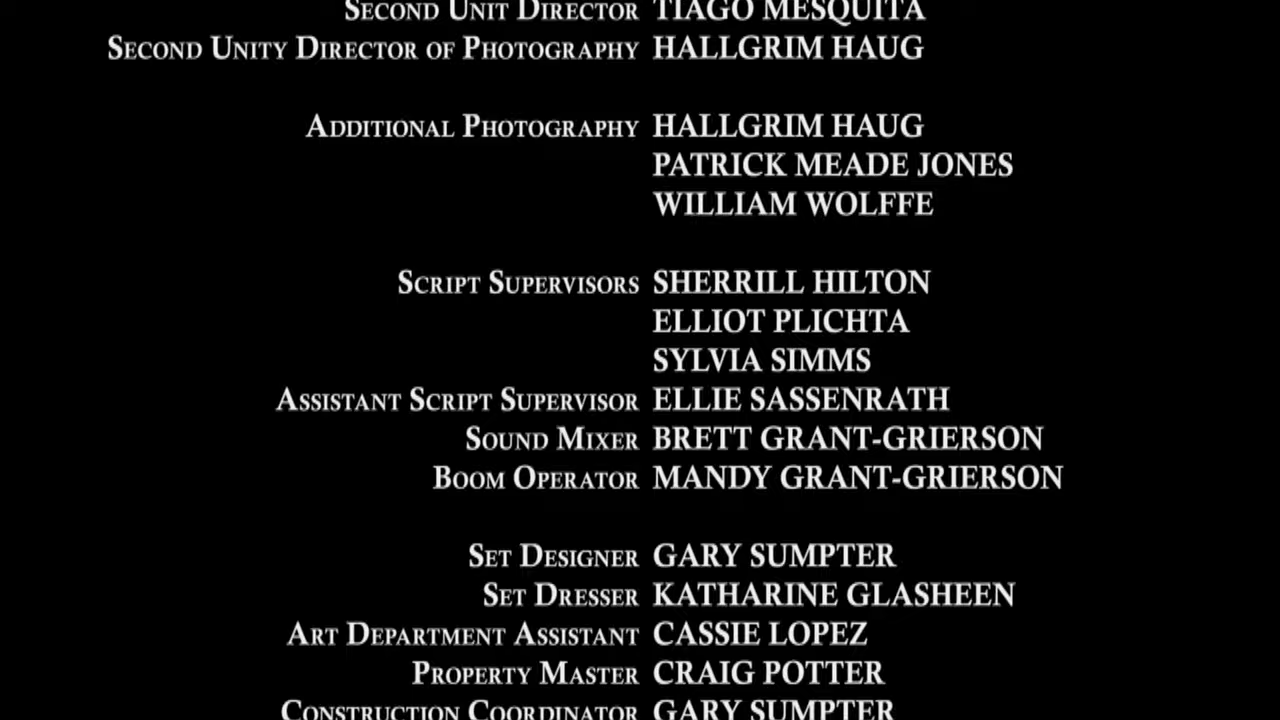 Second Unit Director TIAGO MESQUITA
Second Unity Director of Photography HALLGRIM HAUG
Additional Photography HALLGRIM HAUG
PATRICK MEADE JONES
WILLIAM WOLFFE
Script Supervisors SHERRILL HILTON
ELLIOT PLICHTA
SYLVIA SIMMS
Assistant Script Supervisor ELLIE SASSENRATH
Sound Mixer BRETT GRANT-GRIERSON
Boom Operator MANDY GRANT-GRIERSON
Set Designer GARY SUMPTER
Set Dresser KATHARINE GLASHEEN
Art Department Assistant CASSIE LOPEZ
Property Master CRAIG POTTER
Construction Coordinator GARY SUMPTER